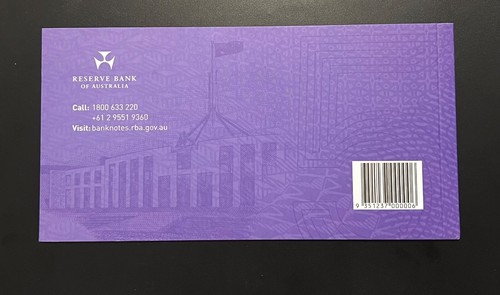 RESERVE BANK
OF AUSTRALIA
Call: 1800 633 220
+61 2 9551 9360
Visit: banknotes.rba.gov.au
9 351237 000006